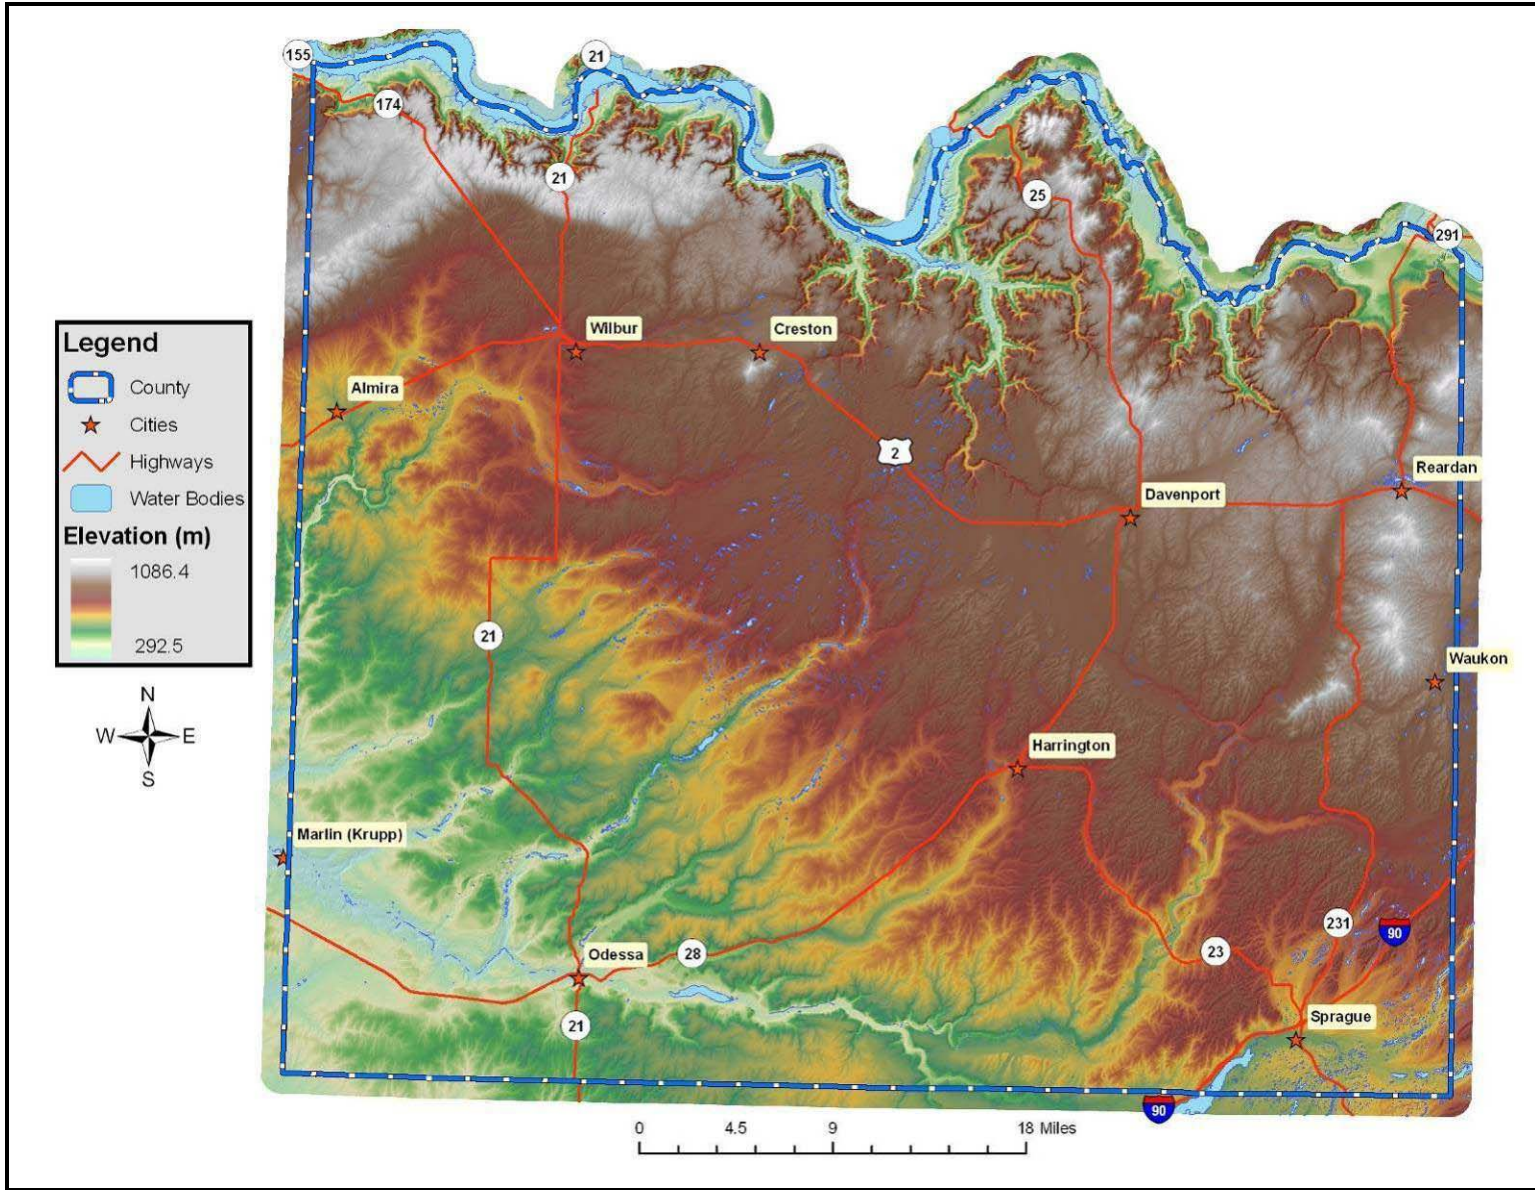 155
21
174
21
25
291
Wilbur
Creston
Almira
2
Reardan
Davenport
Legend
County
Cities
Highways
Water Bodies
Elevation (m)
1086.4
292.5
21
Waukon
N
W E
S
Harrington
Marlin (Krupp)
231
90
Odessa
28
23
Sprague
21
90
0 4.5 9 18 Miles